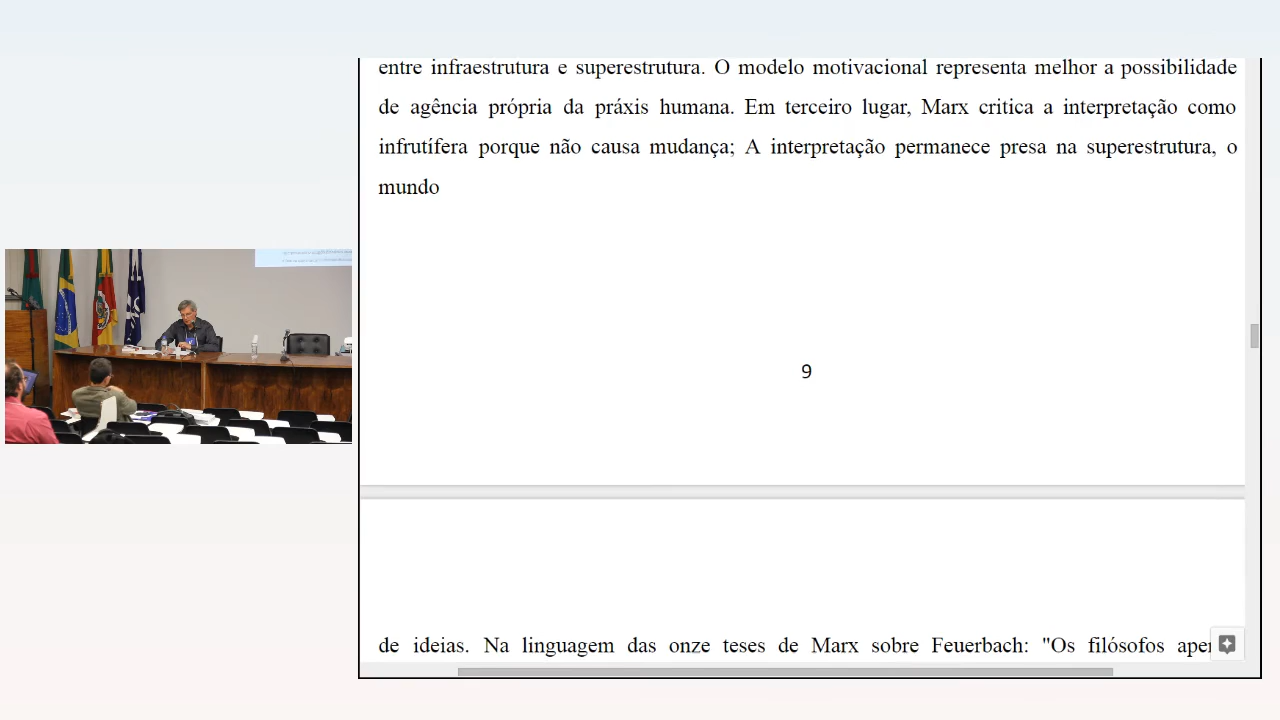 entre infraestrutura e superestrutura. O modelo motivacional representa melhor a possibilidade
de agência própria da práxis humana. Em terceiro lugar, Marx critica a interpretação como
infrutífera porque não causa mudança; A interpretação permanece presa na superestrutura, o
mundo
9
de ideias. Na linguagem das onze teses de Marx sobre Feuerbach: "Os filósofos